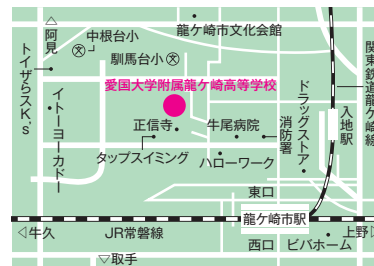 △阿見
中根台小
龍ケ崎市文化会館
文
馴馬台小文
トイザらスK's
イトーヨーカドー
愛国大学附属龍ケ崎高等学校
正信寺
牛尾病院
消防署
ドラッグストア
入地駅
関東鉄道龍ケ崎線
タップスイミング
ハローワーク
東口
龍ケ崎市駅
◁牛久
JR常磐線
西口
ビバホーム
上野▷
▽取手